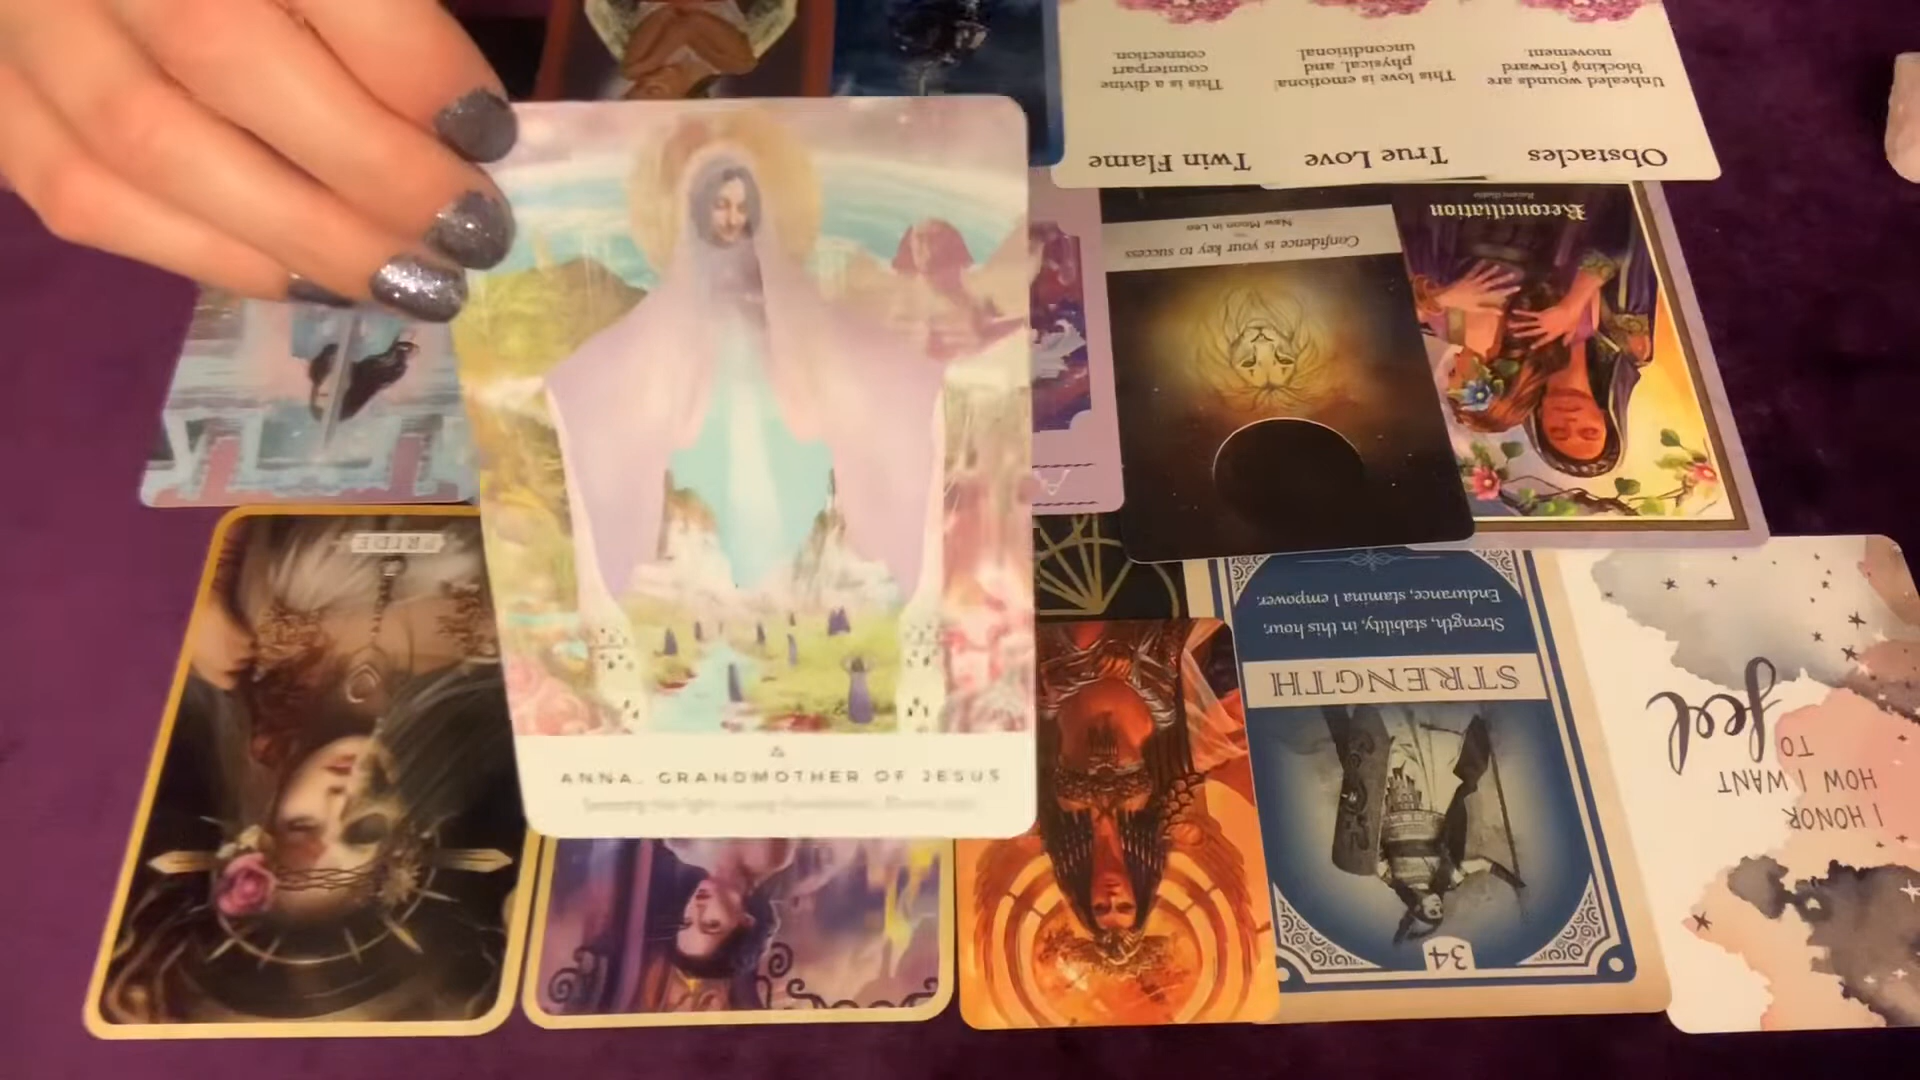 This is a divine
counterpart
connection.
Twin Flame
This love is emotional
physical, and
unconditional.
True Love
Unhealed wounds are
blocking forward
movement.
Obstacles
Confidence is your key to success
New Moon in Leo
Reconciliation
PRIDE
ANNA, GRANDMOTHER OF JESUS
34
STRENGTH
Strength, stability, in this hour,
Endurance, stamina I empower.
I HONOR
HOW I WANT
TO
feel